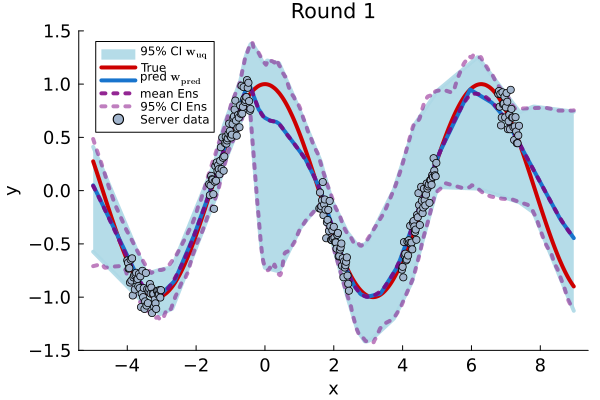 Round 1
1.5
1.0
0.5
0.0
−0.5
−1.0
−1.5
y
95% CI w_uq
True
pred w_pred
mean Ens
95% CI Ens
Server data
−4 −2 0 2 4 6 8
x